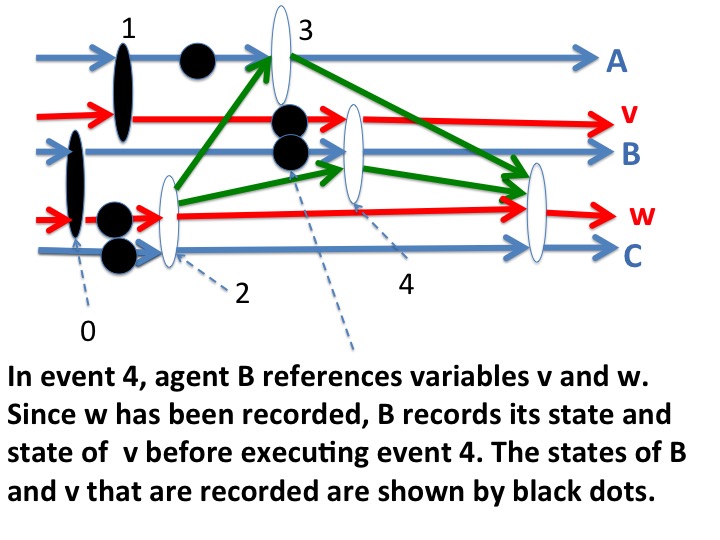 1
3
A
v
B
w
C
2
4
0
In event 4, agent B references variables v and w.
Since w has been recorded, B records its state and
state of v before executing event 4. The states of B
and v that are recorded are shown by black dots.